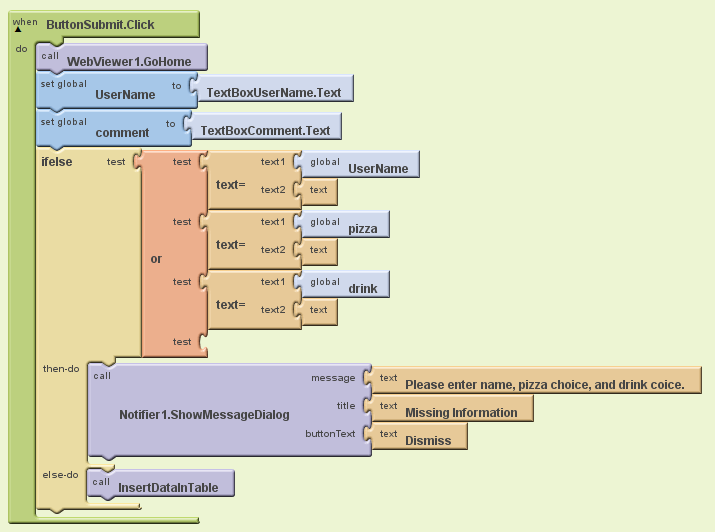 when ButtonSubmit.Click
do
call WebViewer1.GoHome
set global UserName to TextBoxUserName.Text
set global comment to TextBoxComment.Text
ifelse test
or
test text= text1 global UserName
text2 text
test text= text1 global pizza
text2 text
test text= text1 global drink
text2 text
test
then-do
call Notifier1.ShowMessageDialog
message text Please enter name, pizza choice, and drink coice.
title text Missing Information
buttonText text Dismiss
else-do
call InsertDataInTable